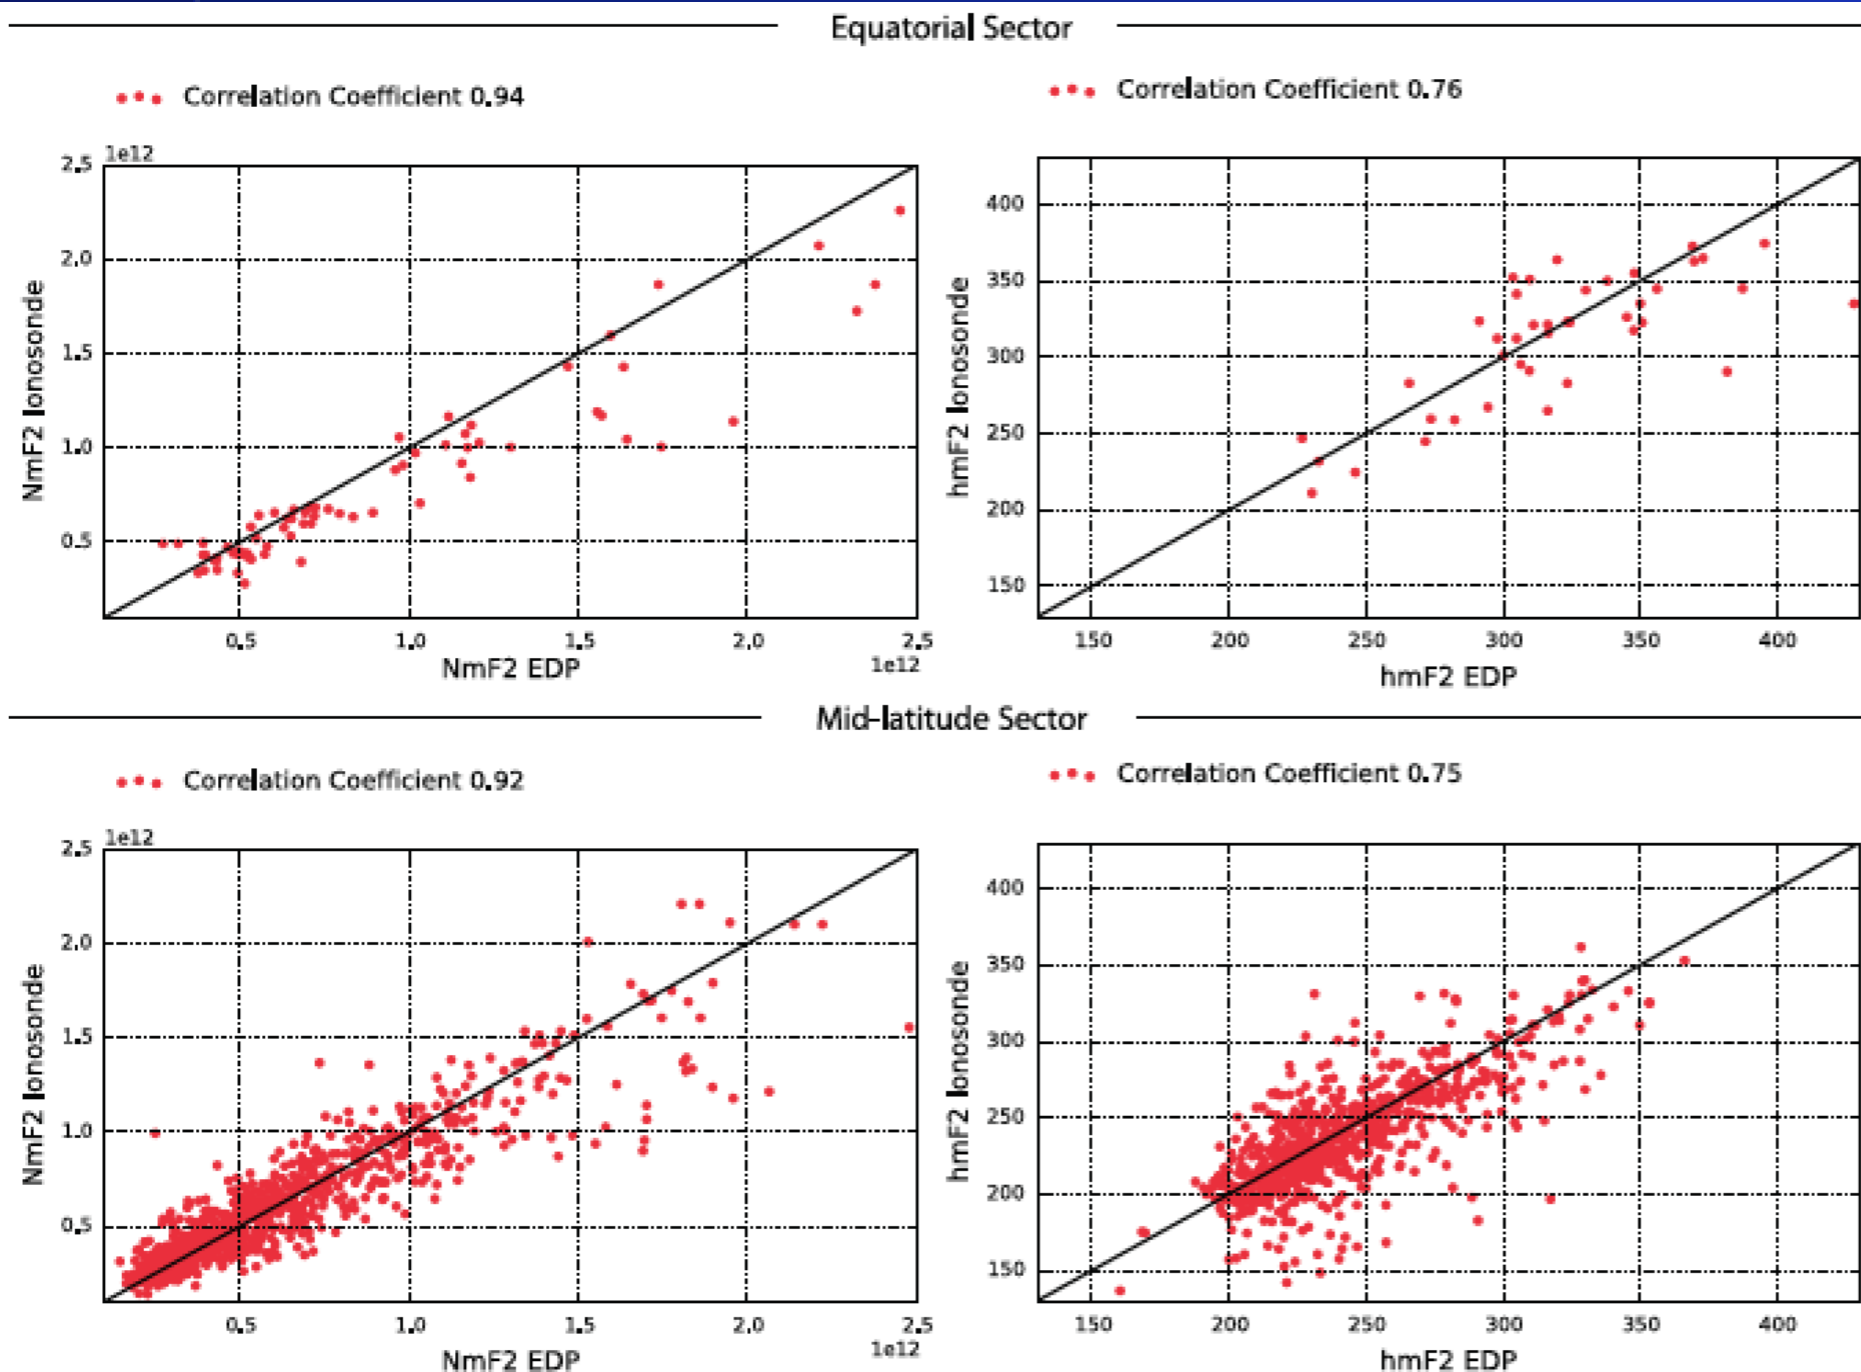 Equatorial Sector
Correlation Coefficient 0.94
1e12
2.5
2.0
1.5
1.0
0.5
NmF2 Ionosonde
0.5 1.0 1.5 2.0 2.5
NmF2 EDP
1e12
Correlation Coefficient 0.76
400
350
300
250
200
150
hmF2 Ionosonde
150 200 250 300 350 400
hmF2 EDP
Mid-latitude Sector
Correlation Coefficient 0.92
1e12
2.5
2.0
1.5
1.0
0.5
NmF2 Ionosonde
0.5 1.0 1.5 2.0 2.5
NmF2 EDP
1e12
Correlation Coefficient 0.75
400
350
300
250
200
150
hmF2 Ionosonde
150 200 250 300 350 400
hmF2 EDP